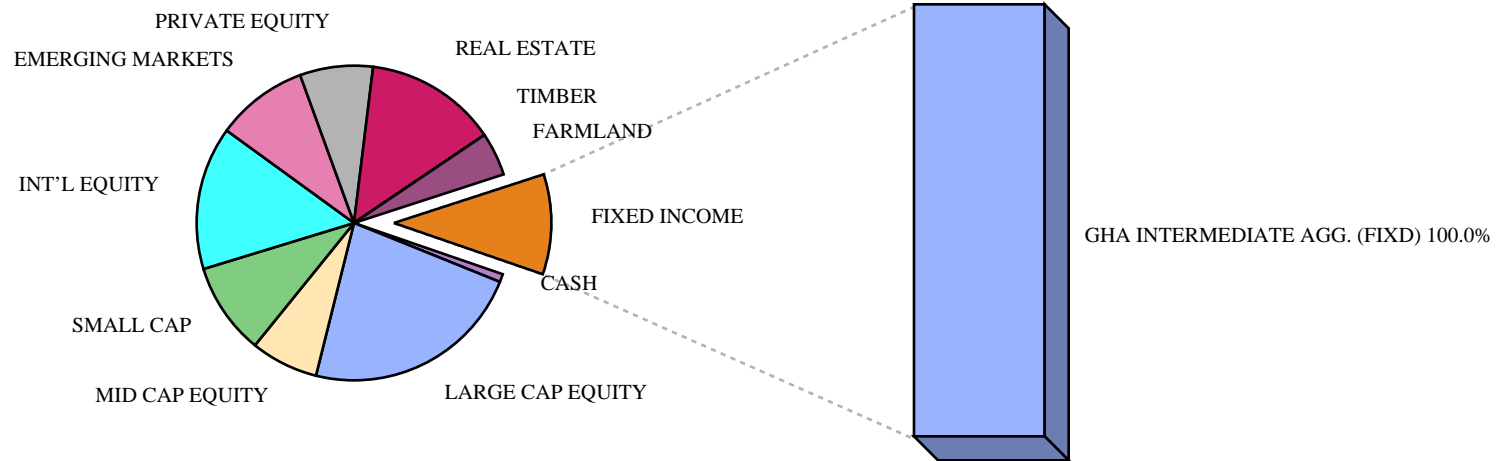 PRIVATE EQUITY
REAL ESTATE
EMERGING MARKETS
TIMBER
FARMLAND
INT'L EQUITY
FIXED INCOME
GHA INTERMEDIATE AGG. (FIXD) 100.0%
CASH
SMALL CAP
MID CAP EQUITY
LARGE CAP EQUITY